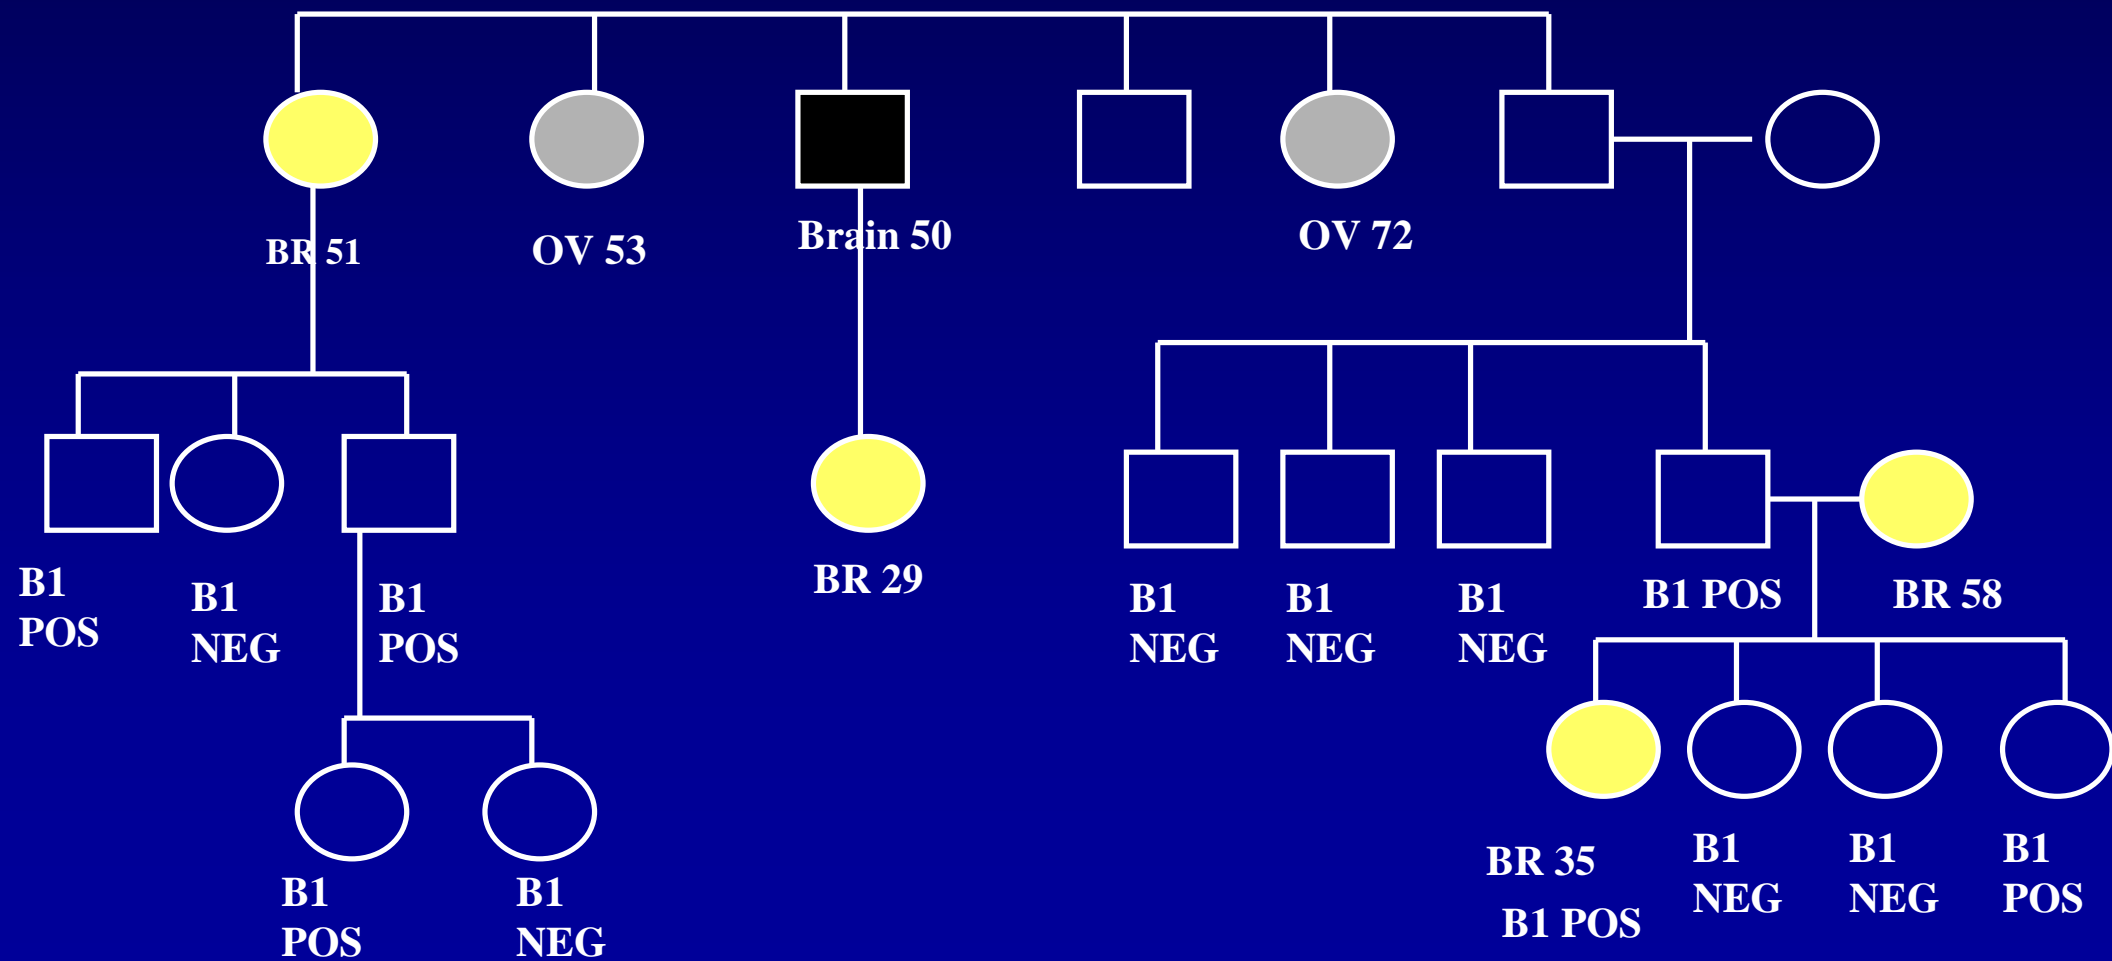 BR 51
OV 53
Brain 50
OV 72
B1
POS
B1
NEG
B1
POS
BR 29
B1
NEG
B1
NEG
B1
NEG
B1 POS
BR 58
B1
POS
B1
NEG
BR 35
B1 POS
B1
NEG
B1
NEG
B1
POS